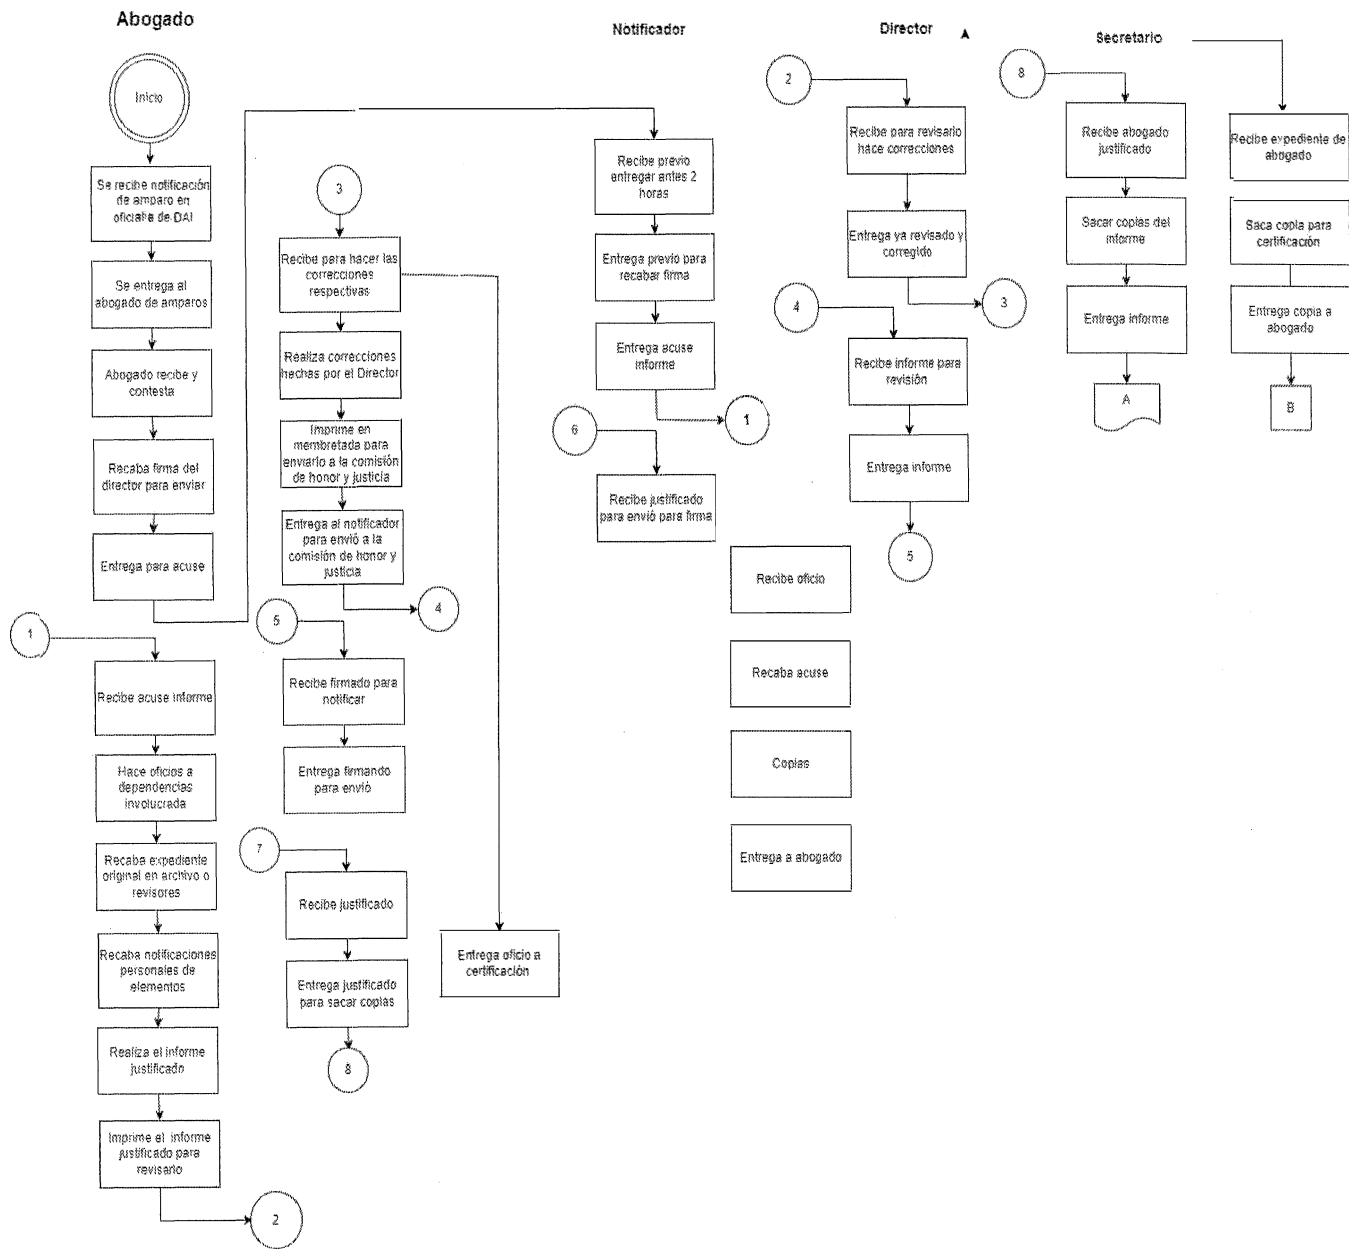 Abogado
Inicio
Se recibe notificación
de amparo en
de DAI
Se entrega al
abogado de amparos
Abogado recibe y
contesta
Recaba firma del
director para enviar
Entrega para acuse
1
Recibe acuse informe
Hace oficios a
dependencias
involucrada
Recaba expediente
original en archivo o
revisores
Recaba notificaciones
personales de
elementos
Realiza el informe
justificado
Imprime el informe
justificado para
revisarlo
2
3
Recibe para hacer las
correcciones
respectivas
Realiza correcciones
hechas por el Director
Imprime en
membretada para
enviarlo a la comisión
de honor y justicia
Entrega al notificador
para envió a la
comisión de honor y
justicia
4
5
Recibe firmado para
notificar
Entrega firmando
para envió
7
Recibe justificado
Entrega justificado
para sacar copias
8
Entrega oficio a
certificación
Notificador
Recibe previo
entregar antes 2
horas
Entrega previo para
recabar firma
Entrega acuse
informe
1
6
Recibe justificado
para envió para firma
Recibe oficio
Recaba acuse
Copias
Entrega a abogado
Director
A
2
Recibe para revisarlo
hace correcciones
Entrega ya revisado y
corregido
3
4
Recibe informe para
revisión
Entrega informe
5
Secretario
8
Recibe abogado
justificado
Sacar copias del
informe
Entrega informe
A
Recibe expediente de
abogado
Saca copia para
certificación
Entrega copia a
abogado
B